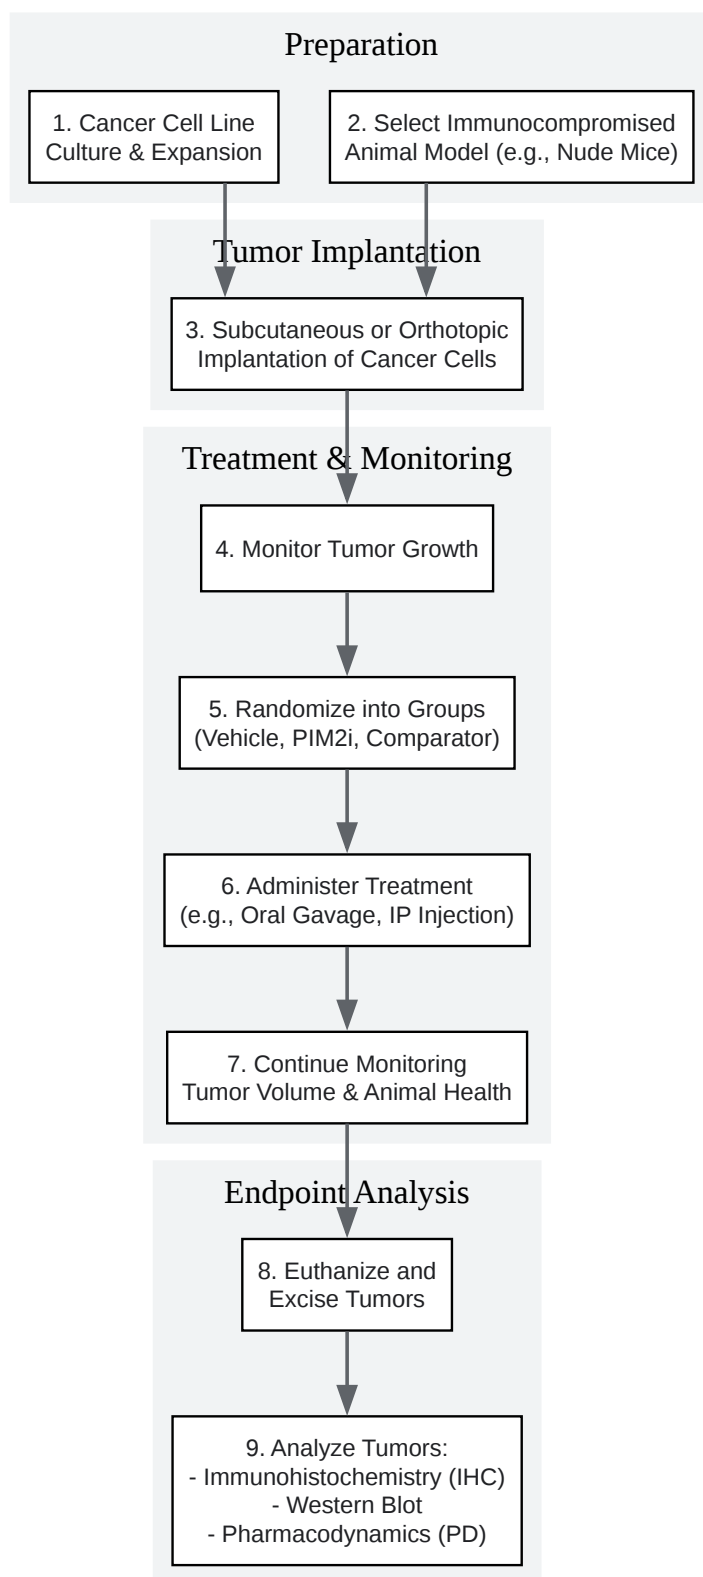 Preparation
1. Cancer Cell Line
Culture & Expansion
2. Select Immunocompromised
Animal Model (e.g., Nude Mice)
Tumor Implantation
3. Subcutaneous or Orthotopic
Implantation of Cancer Cells
Treatment & Monitoring
4. Monitor Tumor Growth
5. Randomize into Groups
(Vehicle, PIM2i, Comparator)
6. Administer Treatment
(e.g., Oral Gavage, IP Injection)
7. Continue Monitoring
Tumor Volume & Animal Health
Endpoint Analysis
8. Euthanize and
Excise Tumors
9. Analyze Tumors:
- Immunohistochemistry (IHC)
- Western Blot
- Pharmacodynamics (PD)